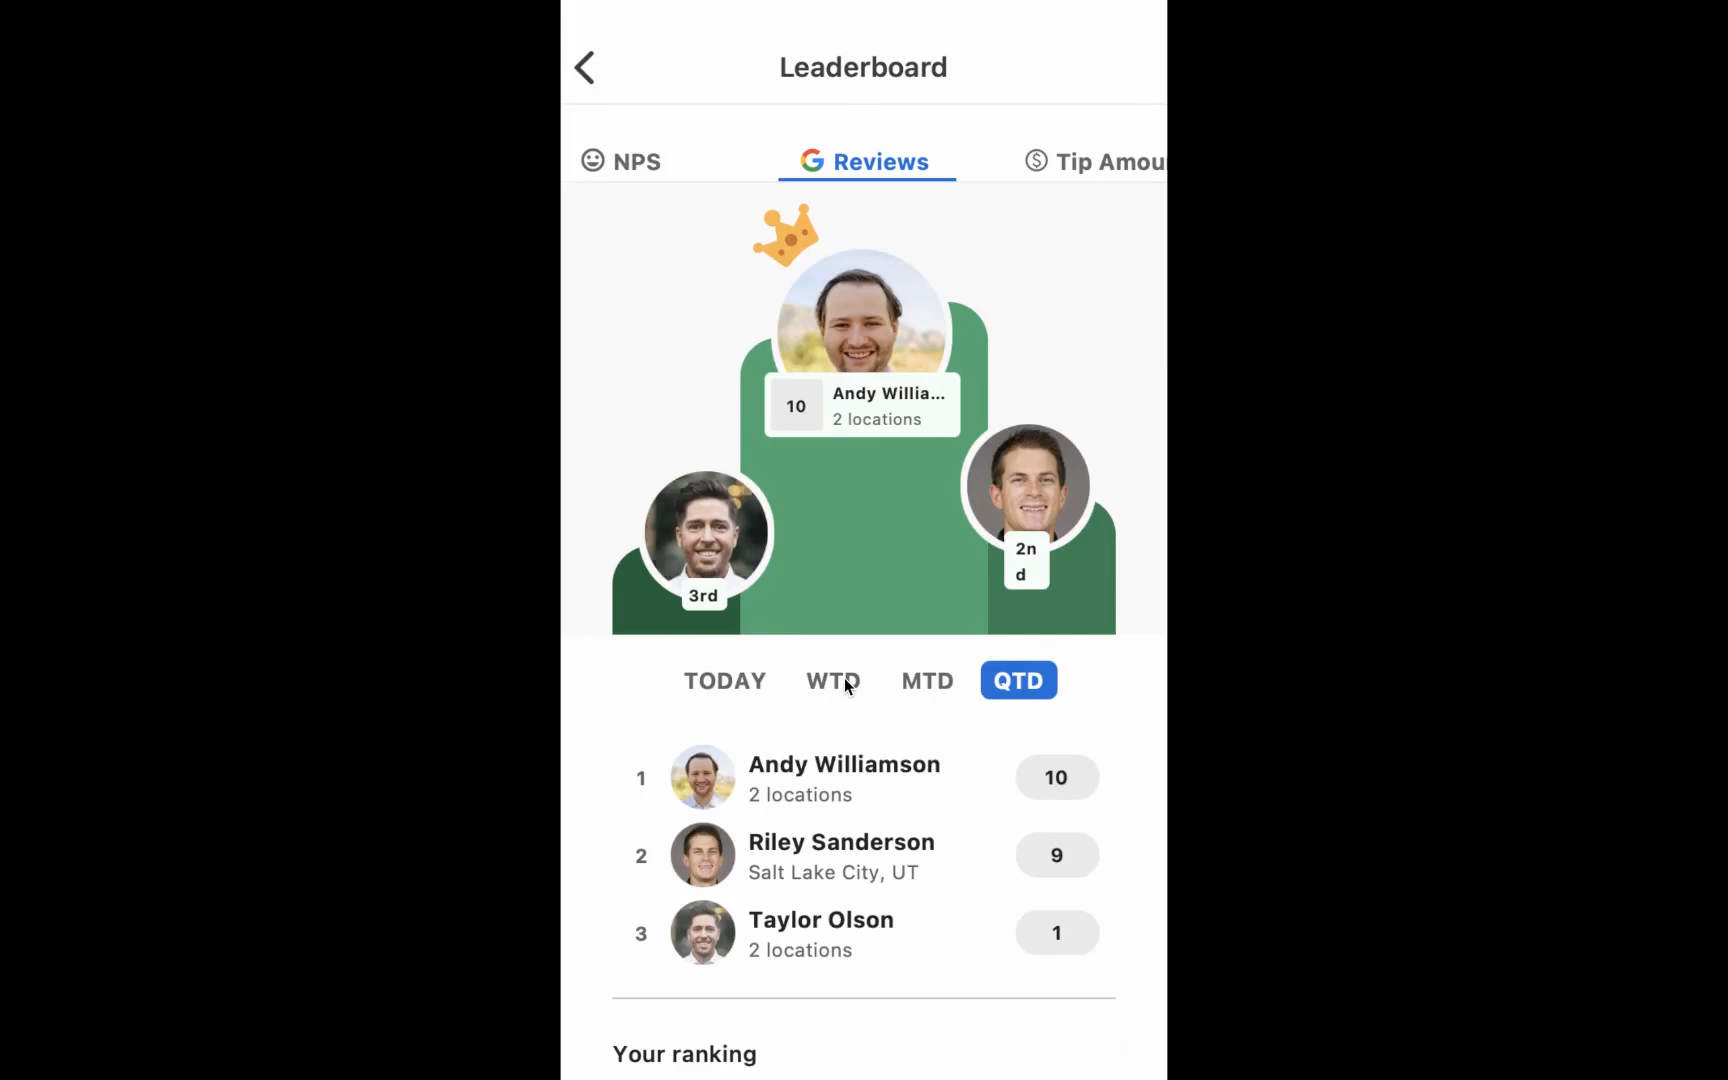 Leaderboard
NPS
Reviews
Tip Amou
10
Andy Willia...
2 locations
2n
d
3rd
TODAY
WTD
MTD
QTD
1
Andy Williamson
2 locations
10
2
Riley Sanderson
Salt Lake City, UT
9
3
Taylor Olson
2 locations
1
Your ranking